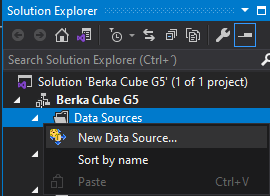 Solution Explorer
Search Solution Explorer (Ctrl+´)
Solution 'Berka Cube G5' (1 of 1 project)
Berka Cube G5
Data Sources
New Data Source...
Sort by name
Paste Ctrl+V